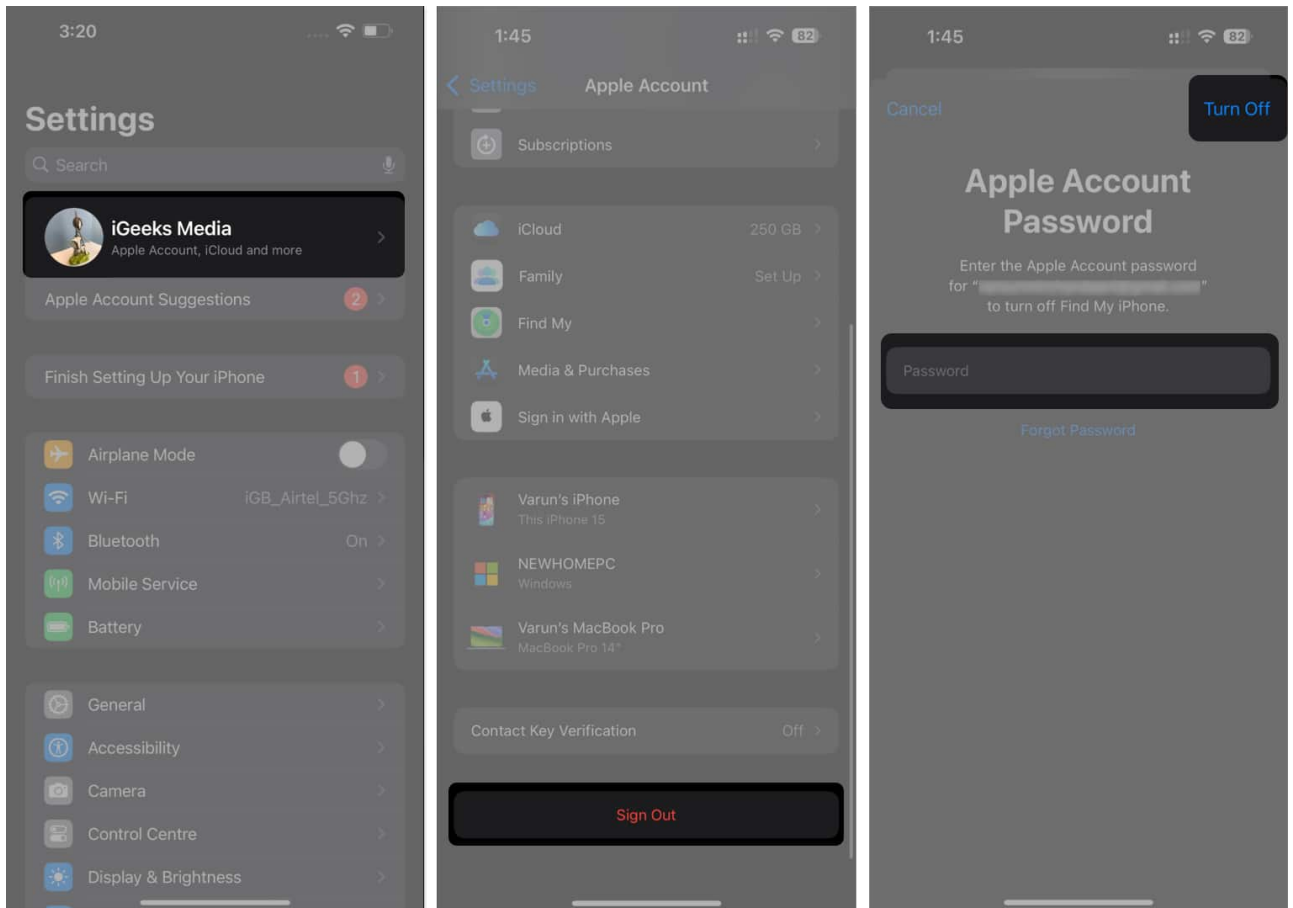 3:20
Settings
Search
iGeeks Media
Apple Account, iCloud and more
Apple Account Suggestions
2
Finish Setting Up Your iPhone
1
Airplane Mode
Wi-Fi
iGB_Airtel_5Ghz
Bluetooth
On
Mobile Service
Battery
General
Accessibility
Camera
Control Centre
Display & Brightness
1:45
82
Settings
Apple Account
Subscriptions
iCloud
250 GB
Family
Set Up
Find My
Media & Purchases
Sign in with Apple
Varun's iPhone
This iPhone 15
NEWHOMEPC
Windows
Varun's MacBook Pro
MacBook Pro 14"
Contact Key Verification
Off
Sign Out
1:45
82
Cancel
Turn Off
Apple Account
Password
Enter the Apple Account password
for “ ”
to turn off Find My iPhone.
Password
Forgot Password